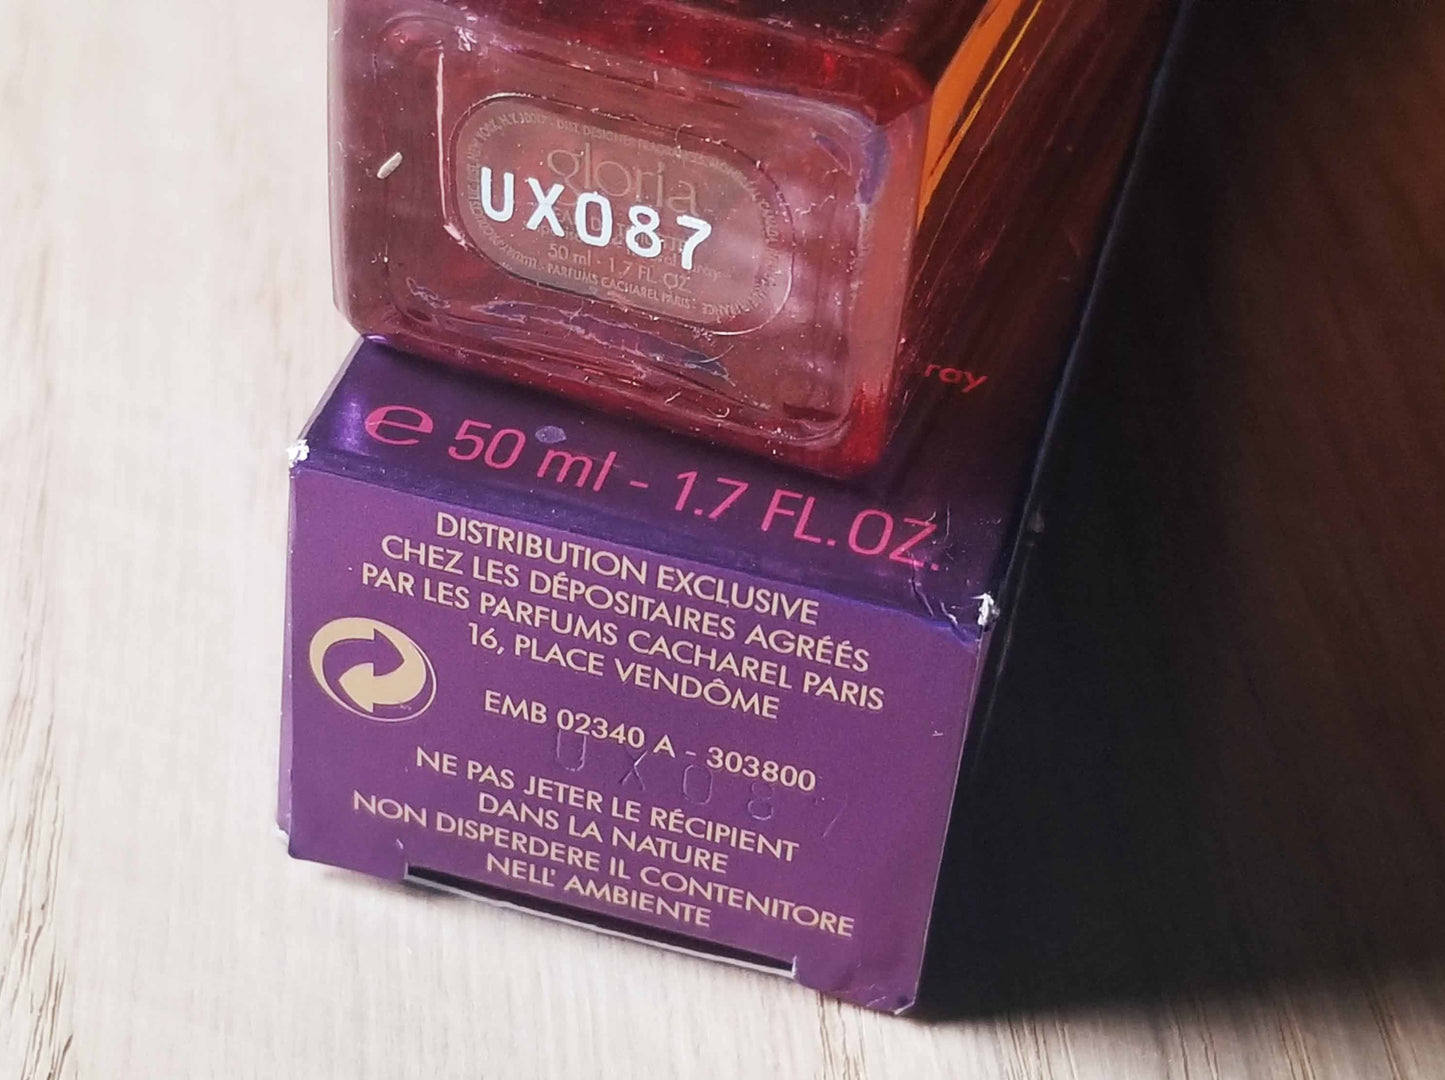 gloria
UX087
50 ml - 1.7 FL. OZ
PARFUMS CACHAREL PARIS
ray
e 50 ml - 1.7 FL.OZ.
DISTRIBUTION EXCLUSIVE
CHEZ LES DÉPOSITAIRES AGRÉÉS
PAR LES PARFUMS CACHAREL PARIS
16, PLACE VENDÔME
EMB 02340 A - 303800
UX087
NE PAS JETER LE RÉCIPIENT
DANS LA NATURE
NON DISPERDERE IL CONTENITORE
NELL' AMBIENTE